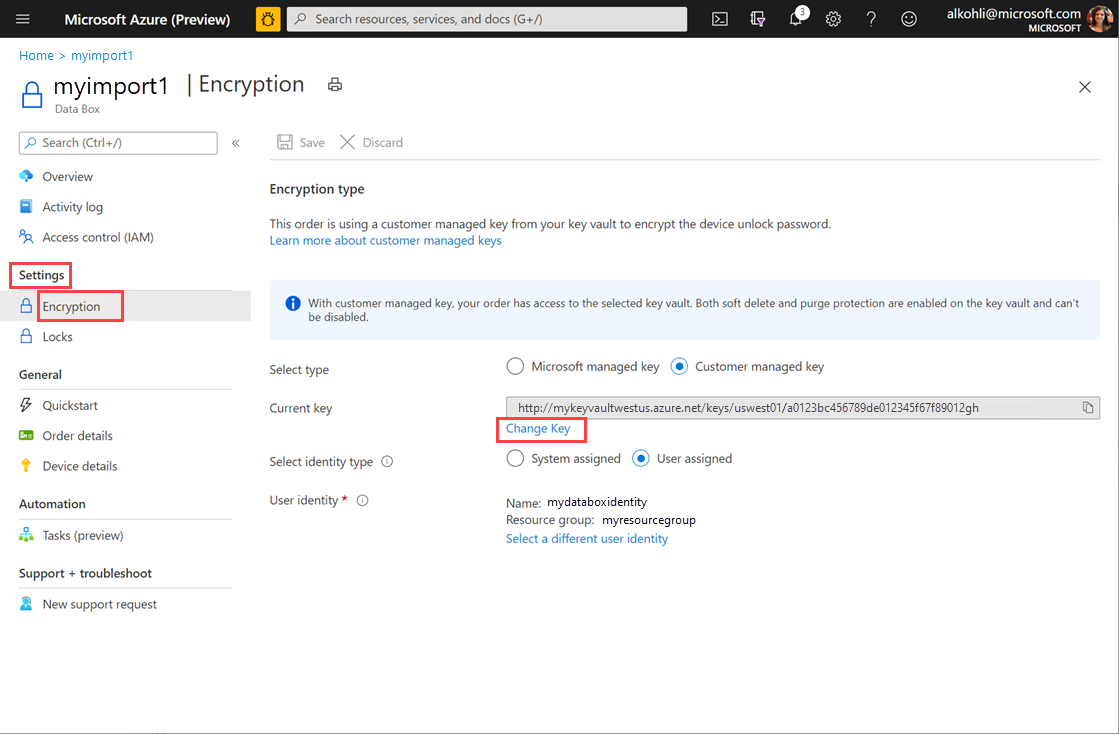 Microsoft Azure (Preview)
Search resources, services, and docs (G+/)
3
alkohli@microsoft.com
MICROSOFT
Home > myimport1
myimport1 | Encryption
Data Box
Search (Ctrl+/)
«
Overview
Activity log
Access control (IAM)
Settings
Encryption
Locks
General
Quickstart
Order details
Device details
Automation
Tasks (preview)
Support + troubleshoot
New support request
Save
Discard
Encryption type
This order is using a customer managed key from your key vault to encrypt the device unlock password.
Learn more about customer managed keys
With customer managed key, your order has access to the selected key vault. Both soft delete and purge protection are enabled on the key vault and can't
be disabled.
Select type
Microsoft managed key
Customer managed key
Current key
http://mykeyvaultwestus.azure.net/keys/uswest01/a0123bc456789de012345f67f89012gh
Change Key
Select identity type
System assigned
User assigned
User identity *
Name: mydataboxidentity
Resource group: myresourcegroup
Select a different user identity